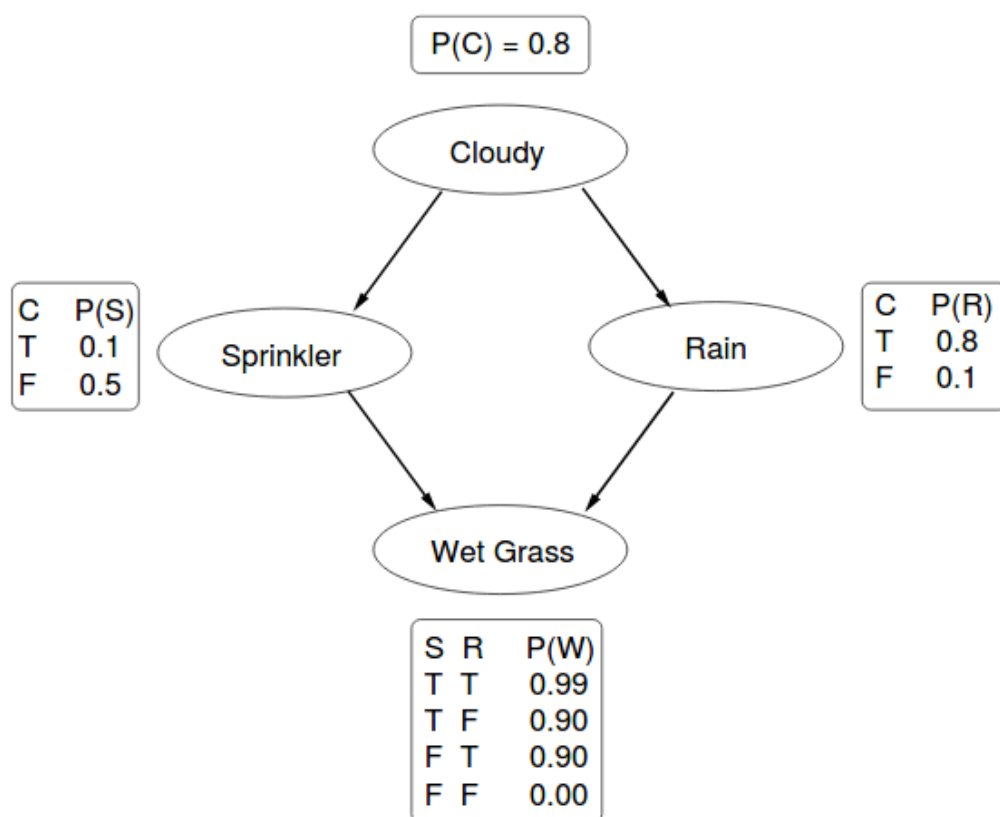 P(C) = 0.8
Cloudy
C P(S)
T 0.1
F 0.5
Sprinkler
Rain
C P(R)
T 0.8
F 0.1
Wet Grass
S R P(W)
T T 0.99
T F 0.90
F T 0.90
F F 0.00